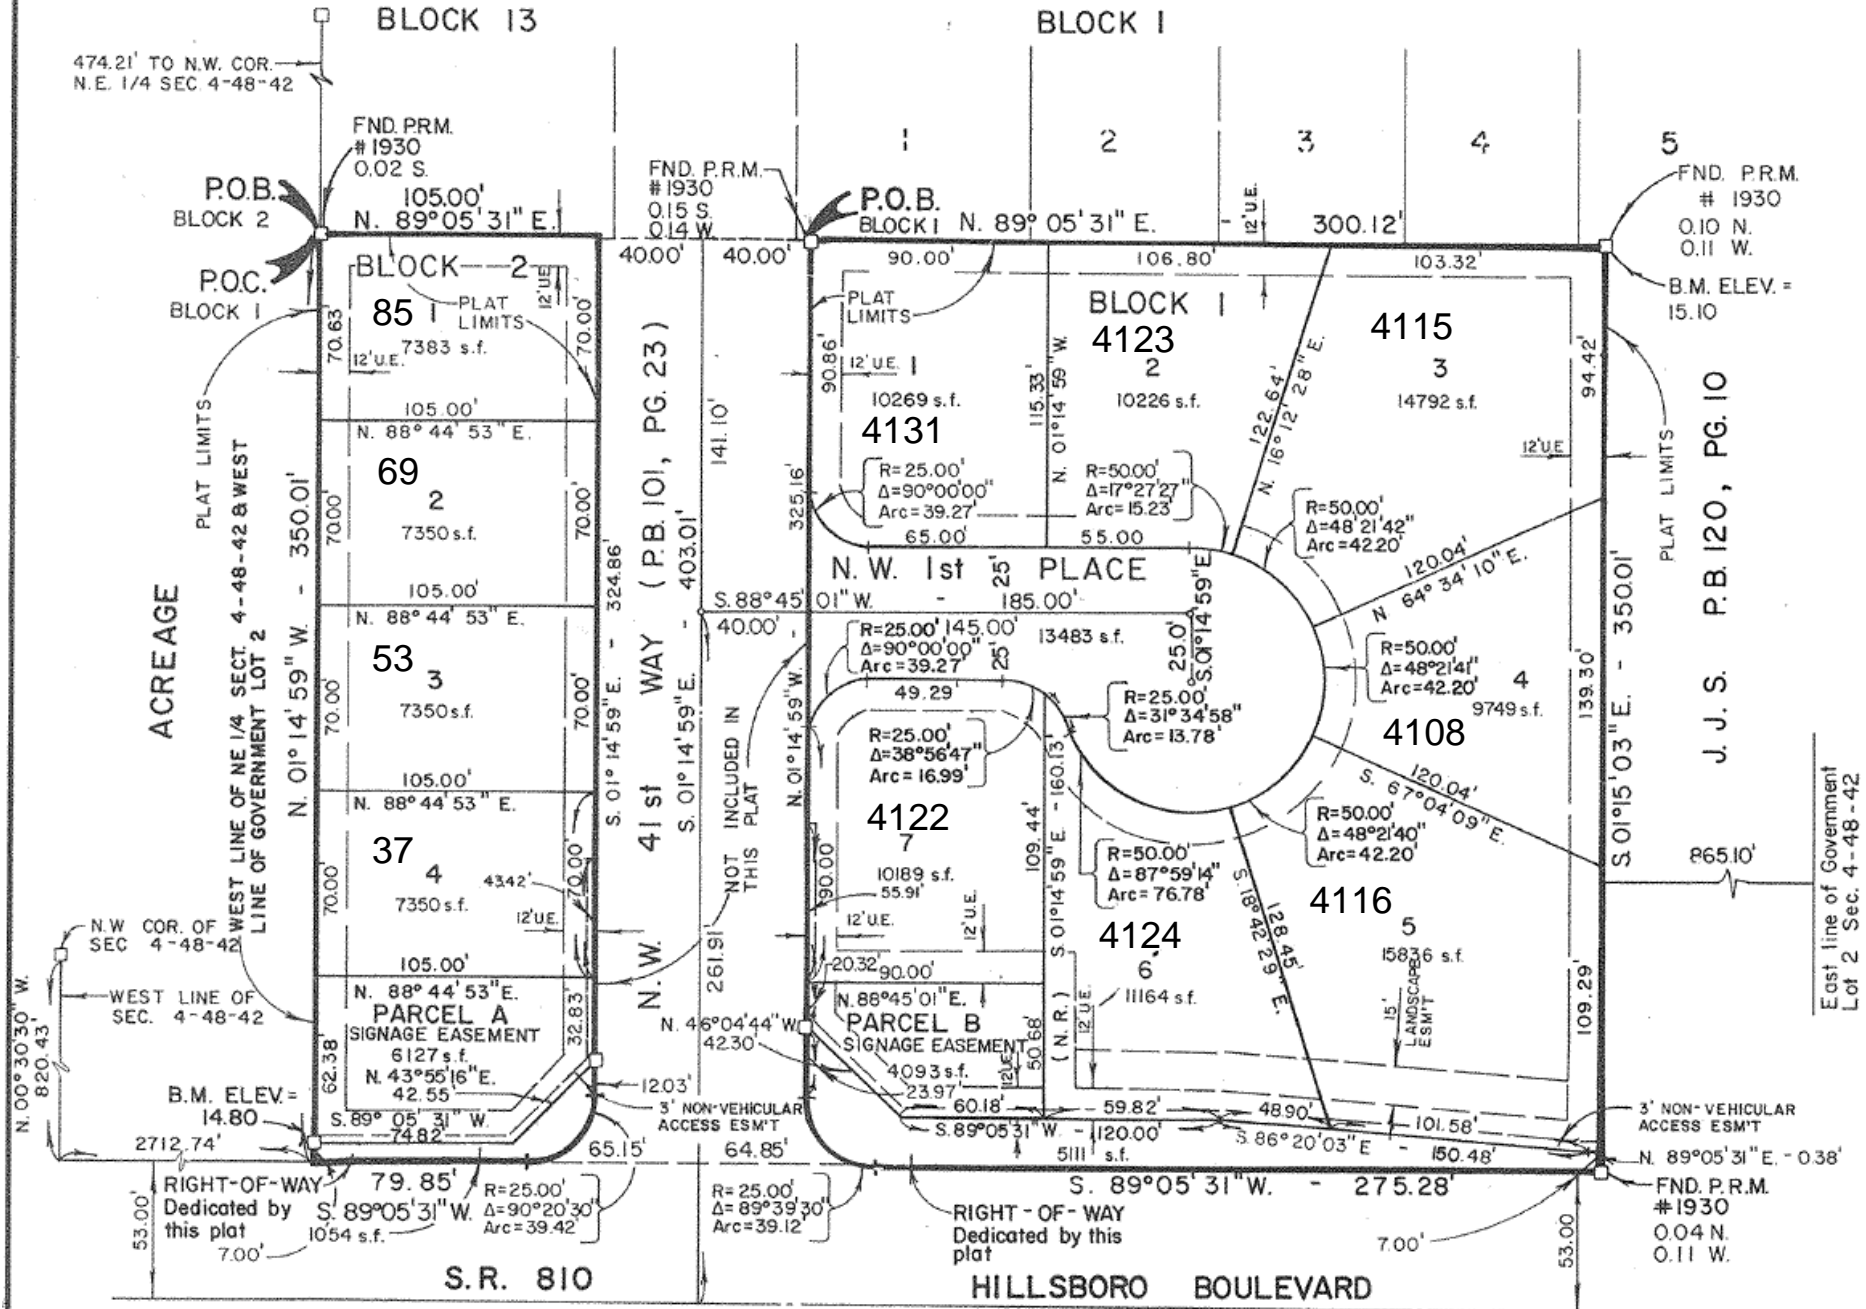 BLOCK 13
BLOCK 1
474.21' TO N.W. COR.
N.E. 1/4 SEC. 4-48-42
FND. P.R.M.
#1930
0.02 S.
P.O.B.
BLOCK 2
105.00'
N. 89°05'31" E.
P.O.C.
BLOCK 1
FND. P.R.M.
#1930
0.15 S.
0.14 W.
40.00'
40.00'
P.O.B.
BLOCK 1
N. 89°05'31" E. - 300.12'
12' U.E.
1
2
3
4
5
FND. P.R.M.
# 1930
0.10 N.
0.11 W.
B.M. ELEV. =
15.10
90.00'
106.80'
103.32'
BLOCK 2
85
1
7383 s.f.
PLAT
LIMITS
12' U.E.
12' U.E.
70.63
70.00'
105.00'
N. 88°44'53" E.
69
2
7350 s.f.
70.00'
70.00'
105.00'
N. 88°44'53" E.
53
3
7350 s.f.
70.00'
70.00'
105.00'
N. 88°44'53" E.
37
4
7350 s.f.
70.00'
70.00'
43.42'
12' U.E.
105.00'
N. 88°44'53" E.
PARCEL A
SIGNAGE EASEMENT
6127 s.f.
N. 43°55'16" E.
42.55'
S. 89°05'31" W.
74.82'
62.38'
32.83'
12.03'
PLAT LIMITS
ACREAGE
WEST LINE OF NE 1/4 SECT. 4-48-42 & WEST
LINE OF GOVERNMENT LOT 2
N. 01°14'59" W. - 350.01'
S. 01°14'59" E. - 324.86'
N.W. 41st WAY (P.B. 101, PG. 23)
S. 01°14'59" E. - 403.01'
141.10'
261.91'
NOT INCLUDED IN
THIS PLAT
PLAT
LIMITS
BLOCK 1
12' U.E.
1
10269 s.f.
4131
90.86'
325.16'
N. 01°14'59" W.
R=25.00'
Δ=90°00'00"
Arc=39.27'
65.00'
115.33'
N. 01°14'59" W.
4123
2
10226 s.f.
R=50.00'
Δ=17°27'27"
Arc=15.23'
55.00
122.64'
N. 16°12'28" E.
4115
3
14792 s.f.
94.42'
12' U.E.
R=50.00'
Δ=48°21'42"
Arc=42.20'
120.04'
N 64°34'10" E.
N.W. 1st PLACE
25'
S. 88°45'01" W. - 185.00'
40.00'
145.00'
13483 s.f.
25'
25.0'
S. 01°14'59" E.
R=25.00'
Δ=90°00'00"
Arc=39.27'
49.29'
R=25.00'
Δ=31°34'58"
Arc=13.78'
R=25.00'
Δ=38°56'47"
Arc=16.99'
R=50.00'
Δ=48°21'41"
Arc=42.20'
4
9749 s.f.
4108
139.30'
120.04'
S. 67°04'09" E.
R=50.00'
Δ=48°21'40"
Arc=42.20'
4122
7
10189 s.f.
55.91'
90.00
12' U.E.
12' U.E.
109.44'
S 01°14'59" E - 160.13'
(N.R.)
R=50.00'
Δ=87°59'14"
Arc=76.78'
4124
6
11164 s.f.
12' U.E.
128.45'
S. 18°42'29" E.
4116
5
15836 s.f.
15'
LANDSCAPE
ESM'T
109.29'
20.32'
90.00'
N. 88°45'01" E.
PARCEL B
SIGNAGE EASEMENT
4093 s.f.
23.97'
50.68'
12' U.E.
N. 46°04'44" W.
42.30'
60.18'
59.82'
48.90'
101.58'
S. 89°05'31" W. - 120.00'
5111 s.f.
S. 86°20'03" E - 150.48'
S. 89°05'31" W. - 275.28'
PLAT LIMITS
S 01°15'03" E. - 350.01'
J. J. S. P.B. 120, PG. 10
865.10'
East line of Government
Lot 2 Sec. 4-48-42
3' NON-VEHICULAR
ACCESS ESM'T
N. 89°05'31" E. - 0.38'
FND. P.R.M.
#1930
0.04 N.
0.11 W.
53.00
7.00'
N.W COR. OF
SEC 4-48-42
WEST LINE OF
SEC. 4-48-42
N. 00°30'30" W.
820.43'
B.M. ELEV. =
14.80
2712.74'
53.00'
RIGHT-OF-WAY
Dedicated by
this plat
7.00'
79.85'
S. 89°05'31" W.
1054 s.f.
R=25.00'
Δ=90°20'30"
Arc=39.42'
3' NON-VEHICULAR
ACCESS ESM'T
65.15'
64.85'
R=25.00'
Δ=89°39'30"
Arc=39.12'
RIGHT-OF-WAY
Dedicated by this
plat
S.R. 810
HILLSBORO BOULEVARD